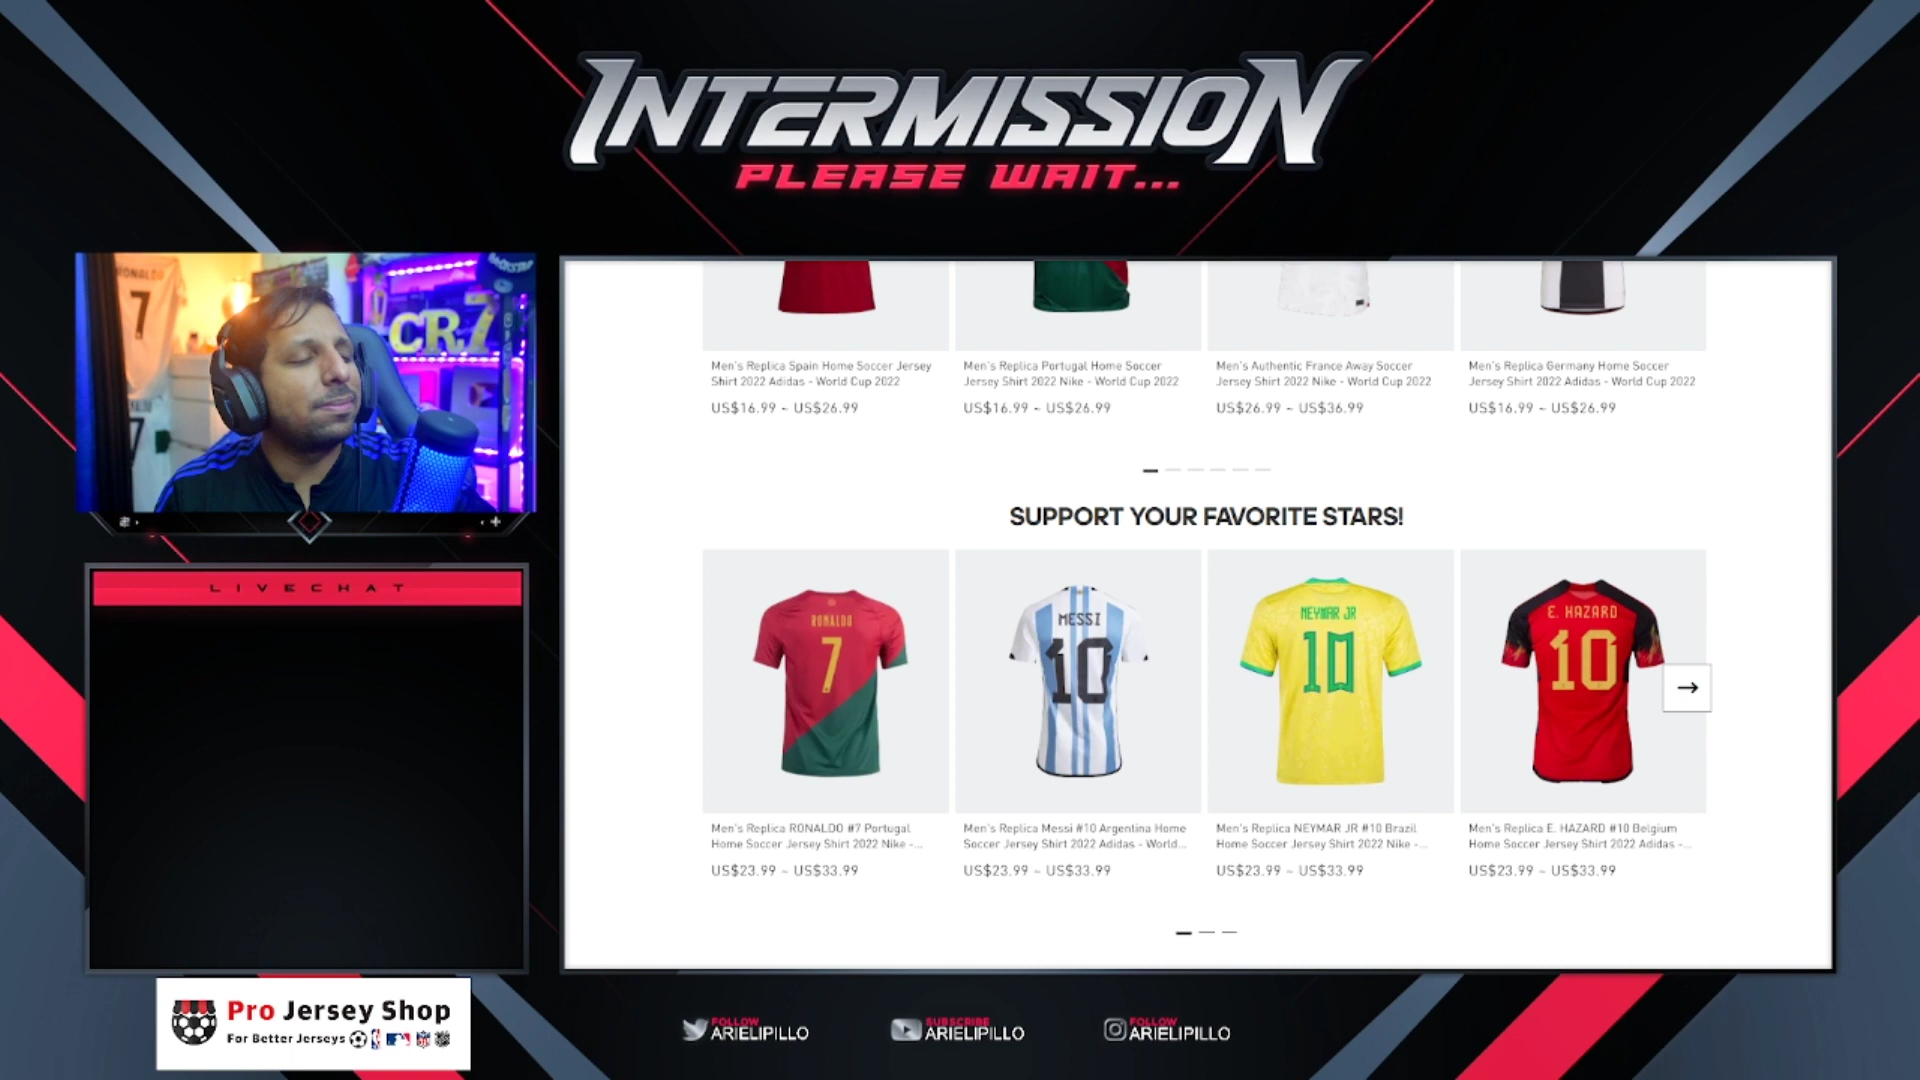 INTERMISSION
PLEASE WAIT...
RONALDO
7
CR7
7
LIVECHAT
Men's Replica Spain Home Soccer Jersey
Shirt 2022 Adidas - World Cup 2022
US$16.99 ~ US$26.99
Men's Replica Portugal Home Soccer
Jersey Shirt 2022 Nike - World Cup 2022
US$16.99 ~ US$26.99
Men's Authentic France Away Soccer
Jersey Shirt 2022 Nike - World Cup 2022
US$26.99 ~ US$36.99
Men's Replica Germany Home Soccer
Jersey Shirt 2022 Adidas - World Cup 2022
US$16.99 ~ US$26.99
SUPPORT YOUR FAVORITE STARS!
RONALDO
7
MESSI
10
NEYMAR JR
10
E. HAZARD
10
Men's Replica RONALDO #7 Portugal
Home Soccer Jersey Shirt 2022 Nike -...
US$23.99 ~ US$33.99
Men's Replica Messi #10 Argentina Home
Soccer Jersey Shirt 2022 Adidas - World...
US$23.99 ~ US$33.99
Men's Replica NEYMAR JR #10 Brazil
Home Soccer Jersey Shirt 2022 Nike -...
US$23.99 ~ US$33.99
Men's Replica E. HAZARD #10 Belgium
Home Soccer Jersey Shirt 2022 Adidas -...
US$23.99 ~ US$33.99
Pro Jersey Shop
For Better Jerseys
FOLLOW
ARIELIPILLO
SUBSCRIBE
ARIELIPILLO
FOLLOW
ARIELIPILLO